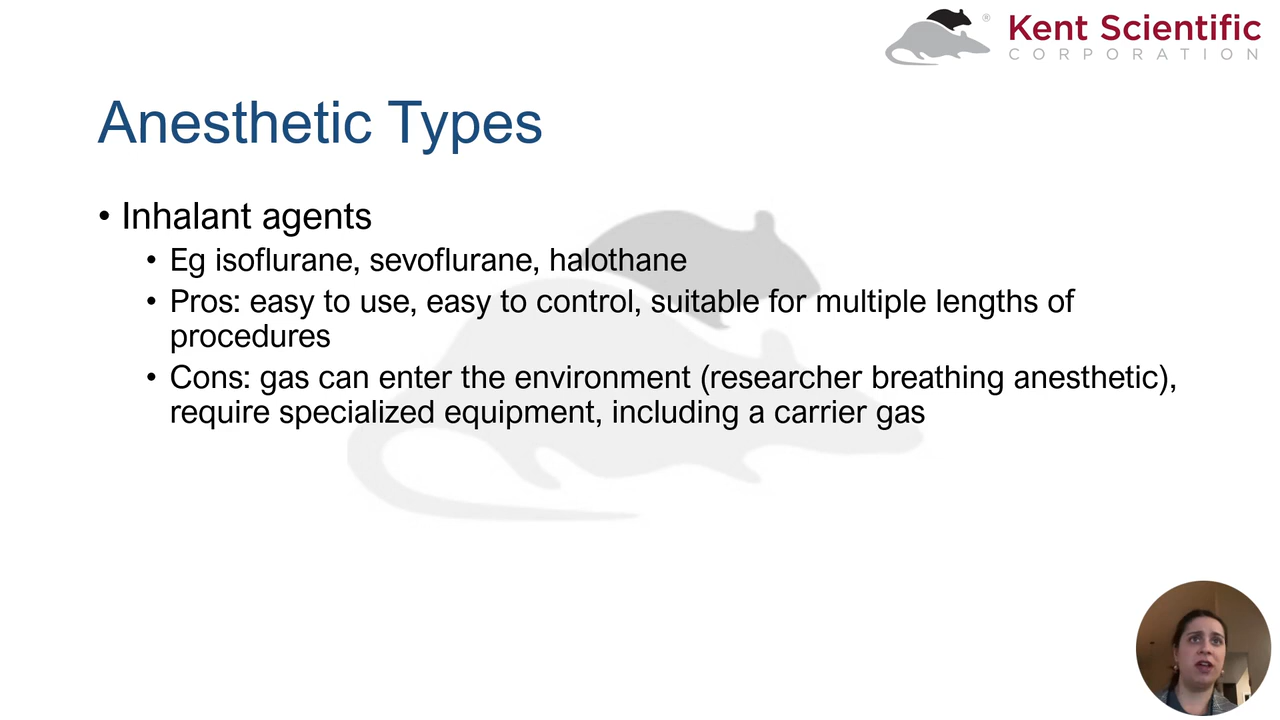 Kent Scientific
CORPORATION
®
Anesthetic Types
• Inhalant agents
• Eg isoflurane, sevoflurane, halothane
• Pros: easy to use, easy to control, suitable for multiple lengths of
procedures
• Cons: gas can enter the environment (researcher breathing anesthetic),
require specialized equipment, including a carrier gas